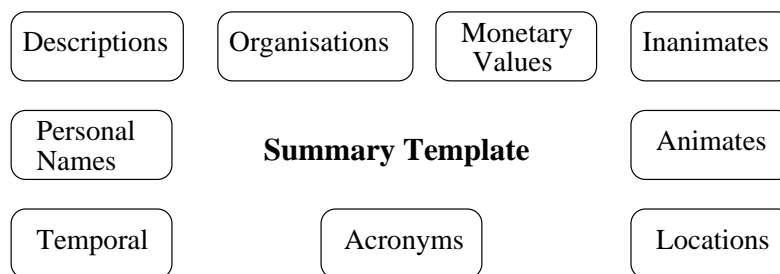 Descriptions
Organisations
Monetary
Values
Inanimates
Personal
Names
Summary Template
Animates
Temporal
Acronyms
Locations